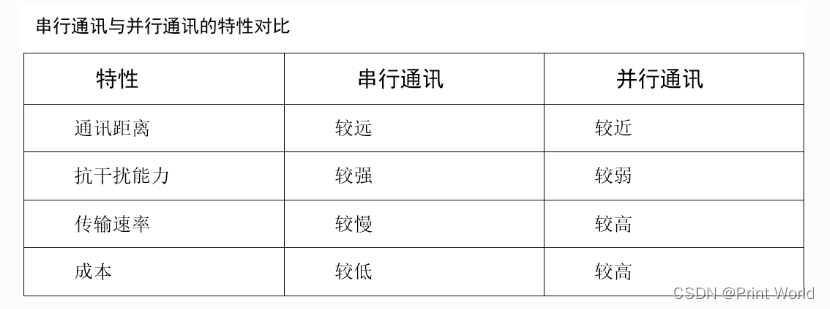 串行通讯与并行通讯的特性对比
特性 串行通讯 并行通讯
通讯距离 较远 较近
抗干扰能力 较强 较弱
传输速率 较慢 较高
成本 较低 较高
CSDN @Print World